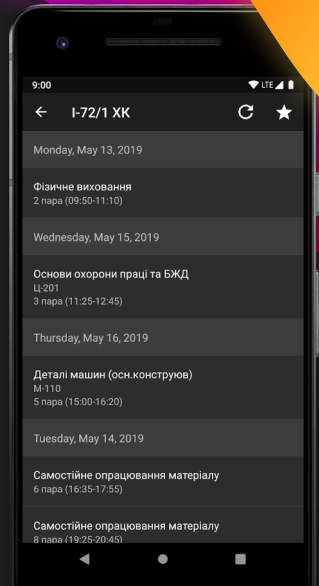 9:00
LTE
І-72/1 ХК
Monday, May 13, 2019
Фізичне виховання
2 пара (09:50-11:10)
Wednesday, May 15, 2019
Основи охорони праці та БЖД
Ц-201
3 пара (11:25-12:45)
Thursday, May 16, 2019
Деталі машин (осн.конструюв)
М-110
5 пара (15:00-16:20)
Tuesday, May 14, 2019
Самостійне опрацювання матеріалу
6 пара (16:35-17:55)
Самостійне опрацювання матеріалу
8 пара (19:25-20:45)